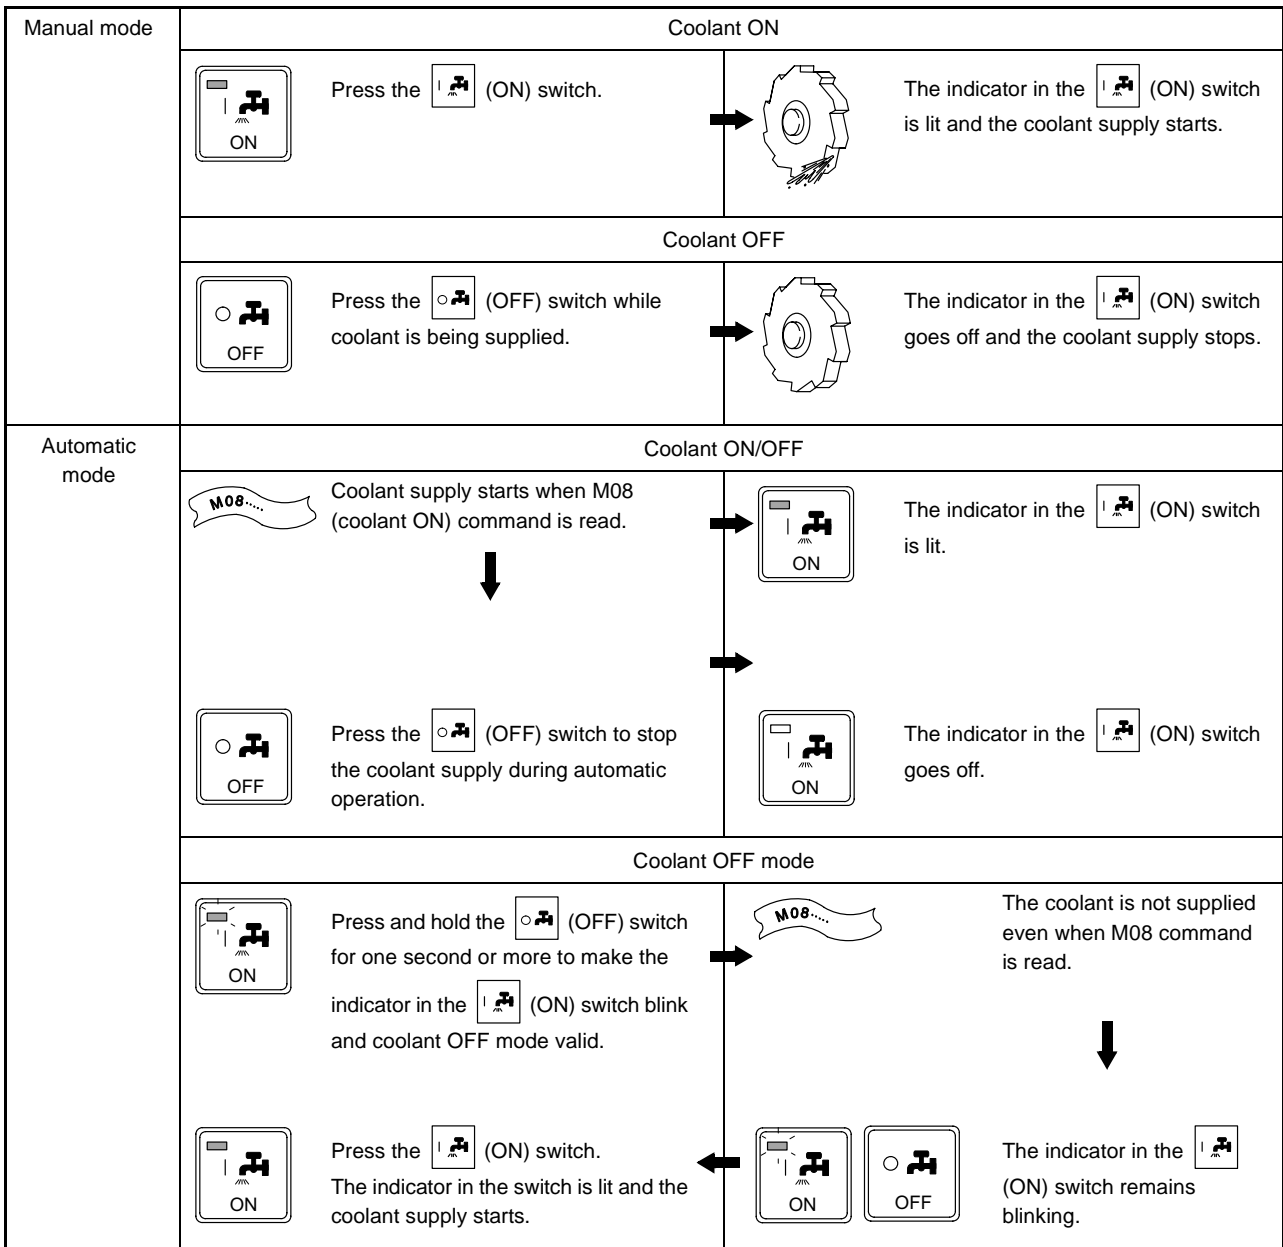 Manual mode
Coolant ON
ON
Press the (ON) switch.
The indicator in the (ON) switch
is lit and the coolant supply starts.
Coolant OFF
OFF
Press the (OFF) switch while
coolant is being supplied.
The indicator in the (ON) switch
goes off and the coolant supply stops.
Automatic
mode
Coolant ON/OFF
M08.....
Coolant supply starts when M08
(coolant ON) command is read.
ON
The indicator in the (ON) switch
is lit.
OFF
Press the (OFF) switch to stop
the coolant supply during automatic
operation.
ON
The indicator in the (ON) switch
goes off.
Coolant OFF mode
ON
Press and hold the (OFF) switch
for one second or more to make the
indicator in the (ON) switch blink
and coolant OFF mode valid.
M08.....
The coolant is not supplied
even when M08 command
is read.
ON
Press the (ON) switch.
The indicator in the switch is lit and the
coolant supply starts.
ON
OFF
The indicator in the
(ON) switch remains
blinking.